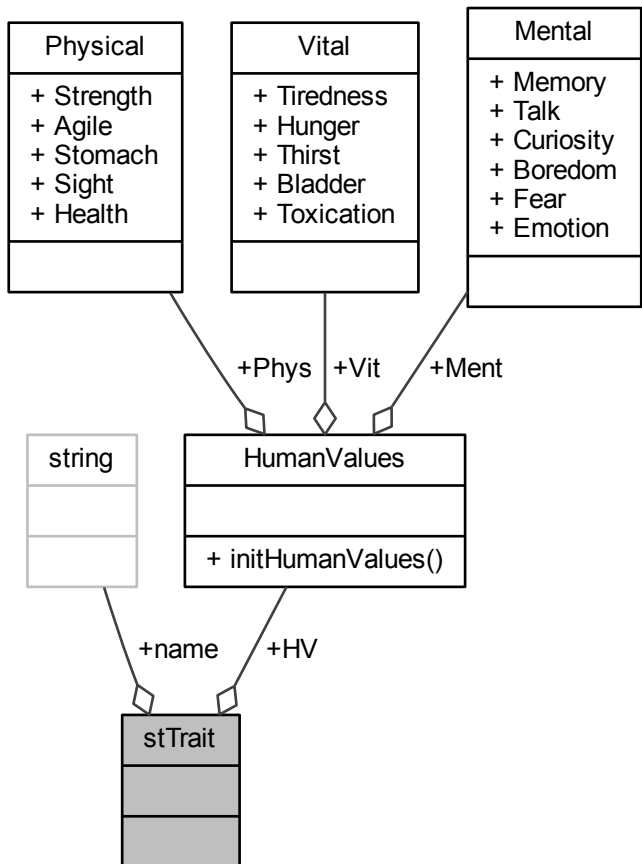 Physical
+ Strength
+ Agile
+ Stomach
+ Sight
+ Health
Vital
+ Tiredness
+ Hunger
+ Thirst
+ Bladder
+ Toxication
Mental
+ Memory
+ Talk
+ Curiosity
+ Boredom
+ Fear
+ Emotion
+Phys
+Vit
+Ment
string
HumanValues
+ initHumanValues()
+name
+HV
stTrait